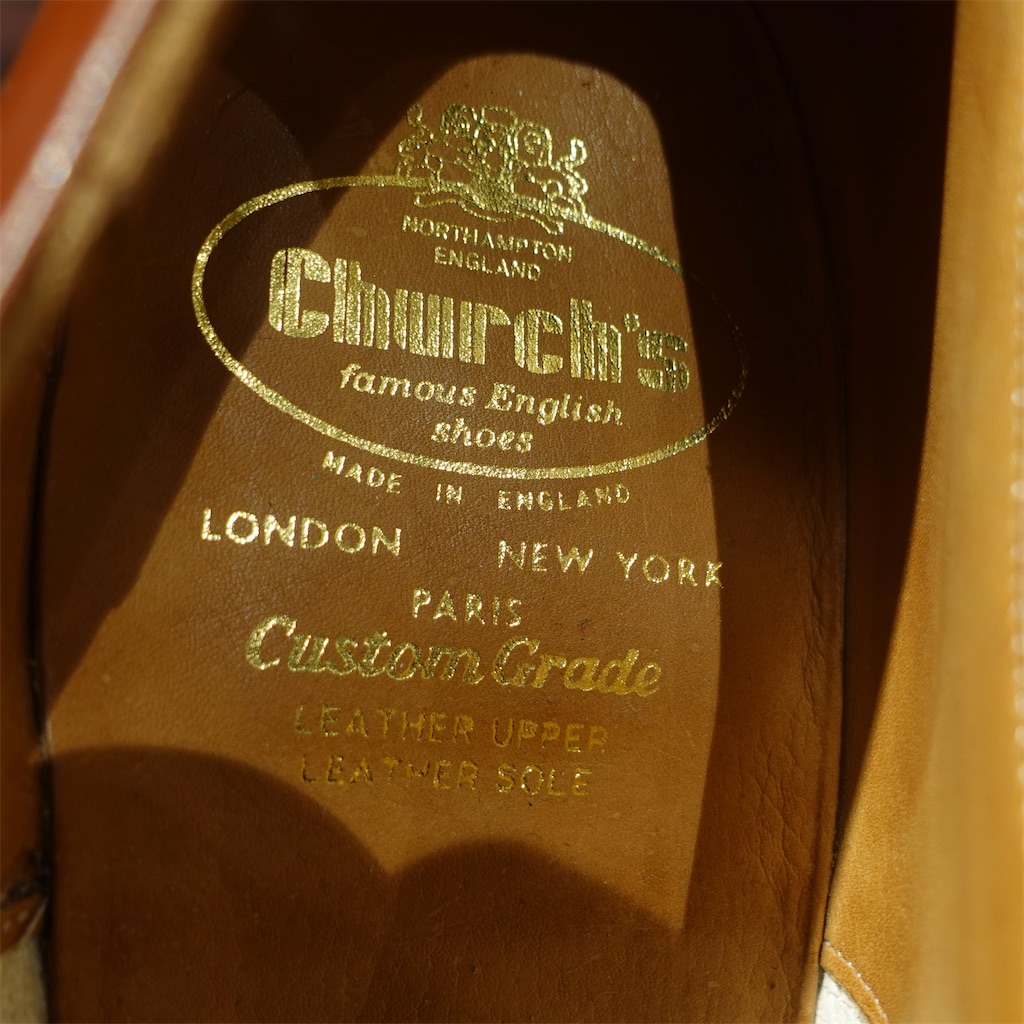 NORTHAMPTON
ENGLAND
Church's
famous English
shoes
MADE IN ENGLAND
LONDON NEW YORK
PARIS
Custom Grade
LEATHER UPPER
LEATHER SOLE